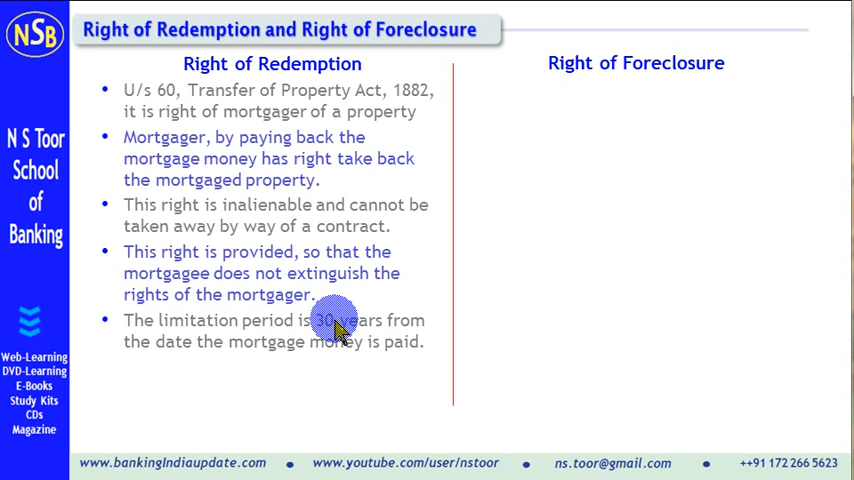 NSB
Right of Redemption and Right of Foreclosure
N S Toor
School
of
Banking
Web-Learning
DVD-Learning
E-Books
Study Kits
CDs
Magazine
Right of Redemption
• U/s 60, Transfer of Property Act, 1882,
it is right of mortgager of a property
• Mortgager, by paying back the
mortgage money has right take back
the mortgaged property.
• This right is inalienable and cannot be
taken away by way of a contract.
• This right is provided, so that the
mortgagee does not extinguish the
rights of the mortgager.
• The limitation period is 30 years from
the date the mortgage money is paid.
Right of Foreclosure
www.bankingIndiaupdate.com • www.youtube.com/user/nstoor • ns.toor@gmail.com • ++91 172 266 5623